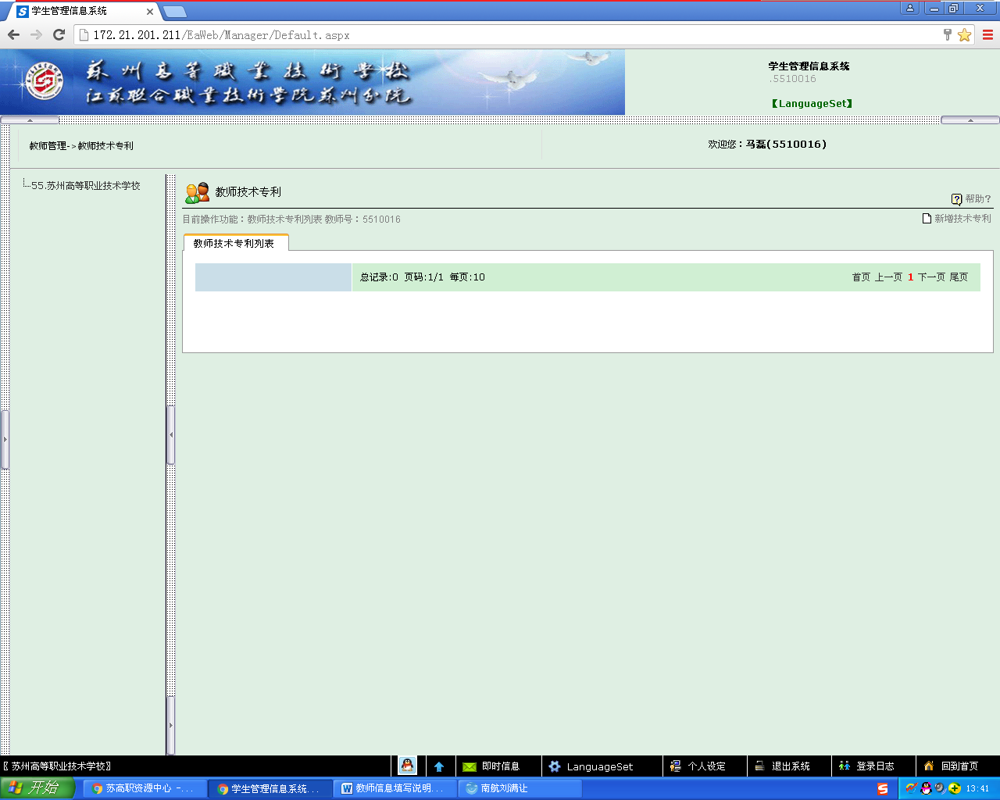 学生管理信息系统
172.21.201.211/EaWeb/Manager/Default.aspx
蘇州高等職業技術学校
江苏联合職業技術学院苏州分院
学生管理信息系统
.5510016
【LanguageSet】
教师管理->教师技术专利
欢迎您：马磊(5510016)
55.苏州高等职业技术学校
教师技术专利
帮助?
目前操作功能：教师技术专利列表 教师号：5510016
新增技术专利
教师技术专利列表
总记录:0 页码:1/1 每页:10
首页 上一页 1 下一页 尾页
〖苏州高等职业技术学校〗
即时信息
LanguageSet
个人设定
退出系统
登录日志
回到首页
开始
苏高职资源中心 -...
学生管理信息系统...
教师信息填写说明...
南航刘满让
13:41